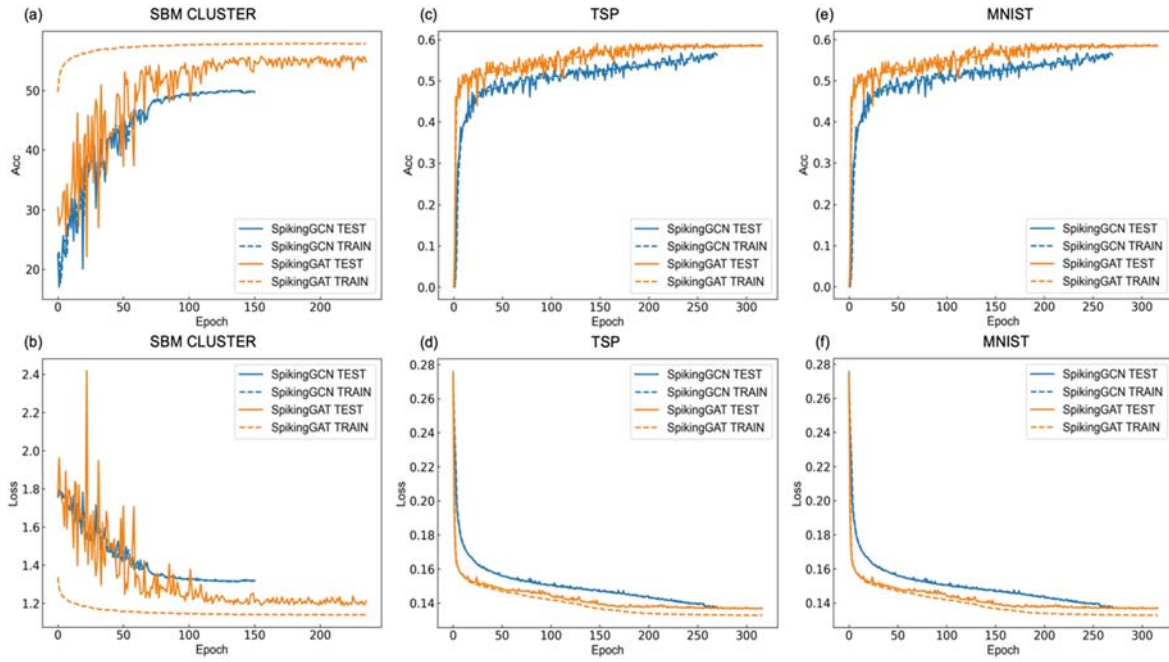 (a) SBM CLUSTER
Acc
50
40
30
20
0 50 100 150 200
Epoch
SpikingGCN TEST
SpikingGCN TRAIN
SpikingGAT TEST
SpikingGAT TRAIN
(c) TSP
Acc
0.6
0.5
0.4
0.3
0.2
0.1
0.0
0 50 100 150 200 250 300
Epoch
SpikingGCN TEST
SpikingGCN TRAIN
SpikingGAT TEST
SpikingGAT TRAIN
(e) MNIST
Acc
0.6
0.5
0.4
0.3
0.2
0.1
0.0
0 50 100 150 200 250 300
Epoch
SpikingGCN TEST
SpikingGCN TRAIN
SpikingGAT TEST
SpikingGAT TRAIN
(b) SBM CLUSTER
Loss
2.4
2.2
2.0
1.8
1.6
1.4
1.2
0 50 100 150 200
Epoch
SpikingGCN TEST
SpikingGCN TRAIN
SpikingGAT TEST
SpikingGAT TRAIN
(d) TSP
Loss
0.28
0.26
0.24
0.22
0.20
0.18
0.16
0.14
0 50 100 150 200 250 300
Epoch
SpikingGCN TEST
SpikingGCN TRAIN
SpikingGAT TEST
SpikingGAT TRAIN
(f) MNIST
Loss
0.28
0.26
0.24
0.22
0.20
0.18
0.16
0.14
0 50 100 150 200 250 300
Epoch
SpikingGCN TEST
SpikingGCN TRAIN
SpikingGAT TEST
SpikingGAT TRAIN